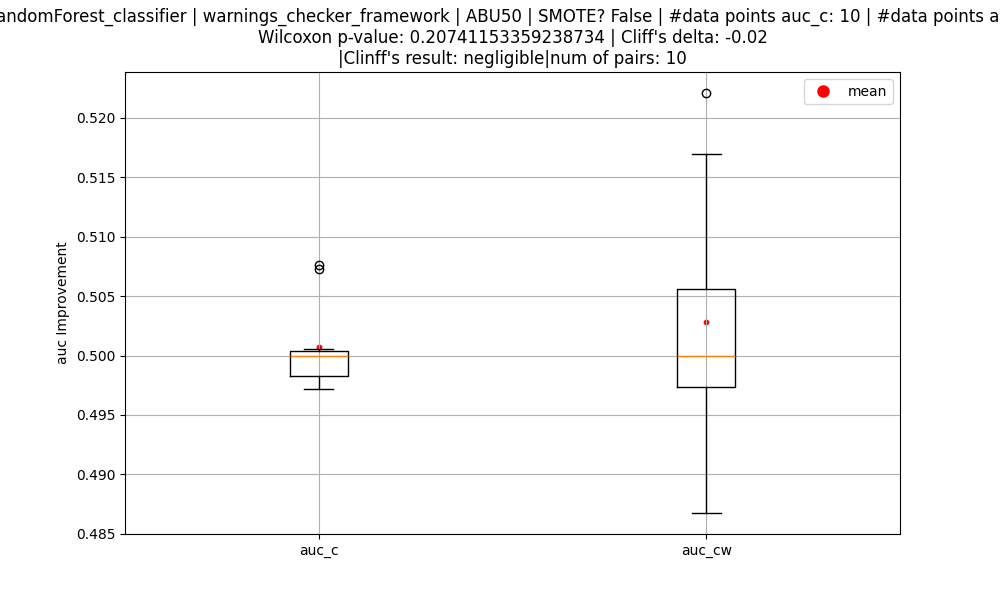 andomForest_classifier | warnings_checker_framework | ABU50 | SMOTE? False | #data points auc_c: 10 | #data points a
Wilcoxon p-value: 0.20741153359238734 | Cliff's delta: -0.02
|Clinff's result: negligible|num of pairs: 10
mean
0.520
0.515
0.510
0.505
0.500
0.495
0.490
0.485
auc Improvement
auc_c
auc_cw